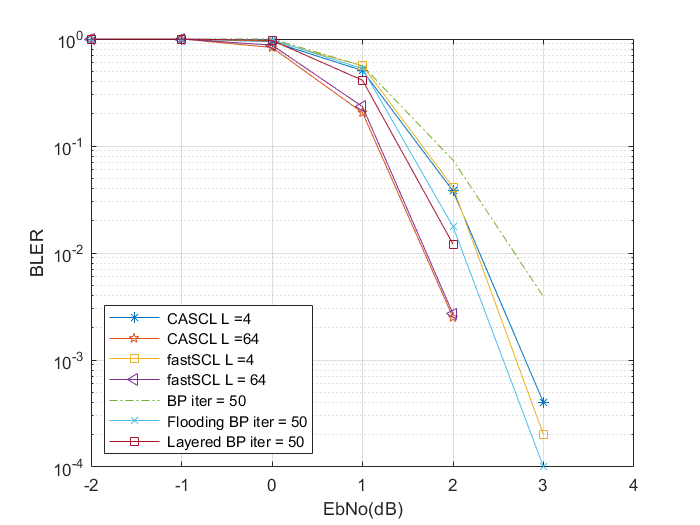 10^0
10^-1
10^-2
10^-3
10^-4
BLER
CASCL L =4
CASCL L =64
fastSCL L =4
fastSCL L = 64
BP iter = 50
Flooding BP iter = 50
Layered BP iter = 50
-2 -1 0 1 2 3 4
EbNo(dB)